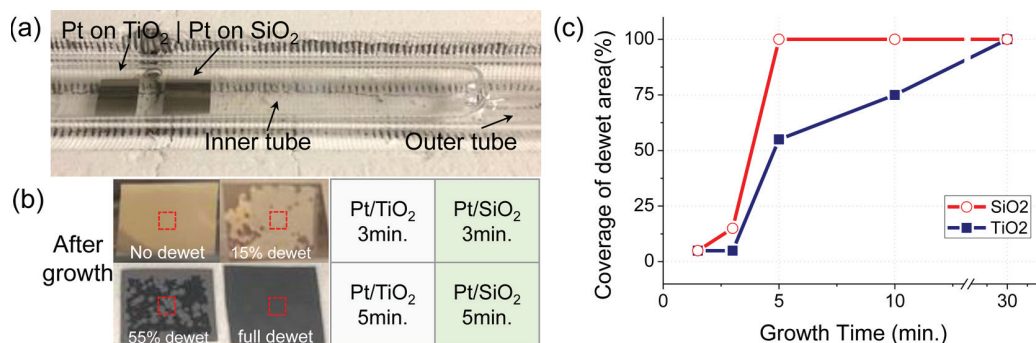 (a)
Pt on TiO₂ | Pt on SiO₂
Inner tube
Outer tube
(b)
After
growth
No dewet
15% dewet
55% dewet
full dewet
Pt/TiO₂
3min.
Pt/SiO₂
3min.
Pt/TiO₂
5min.
Pt/SiO₂
5min.
(c)
Coverage of dewet area(%)
100
75
50
25
0
0
5
10
30
Growth Time (min.)
SiO2
TiO2